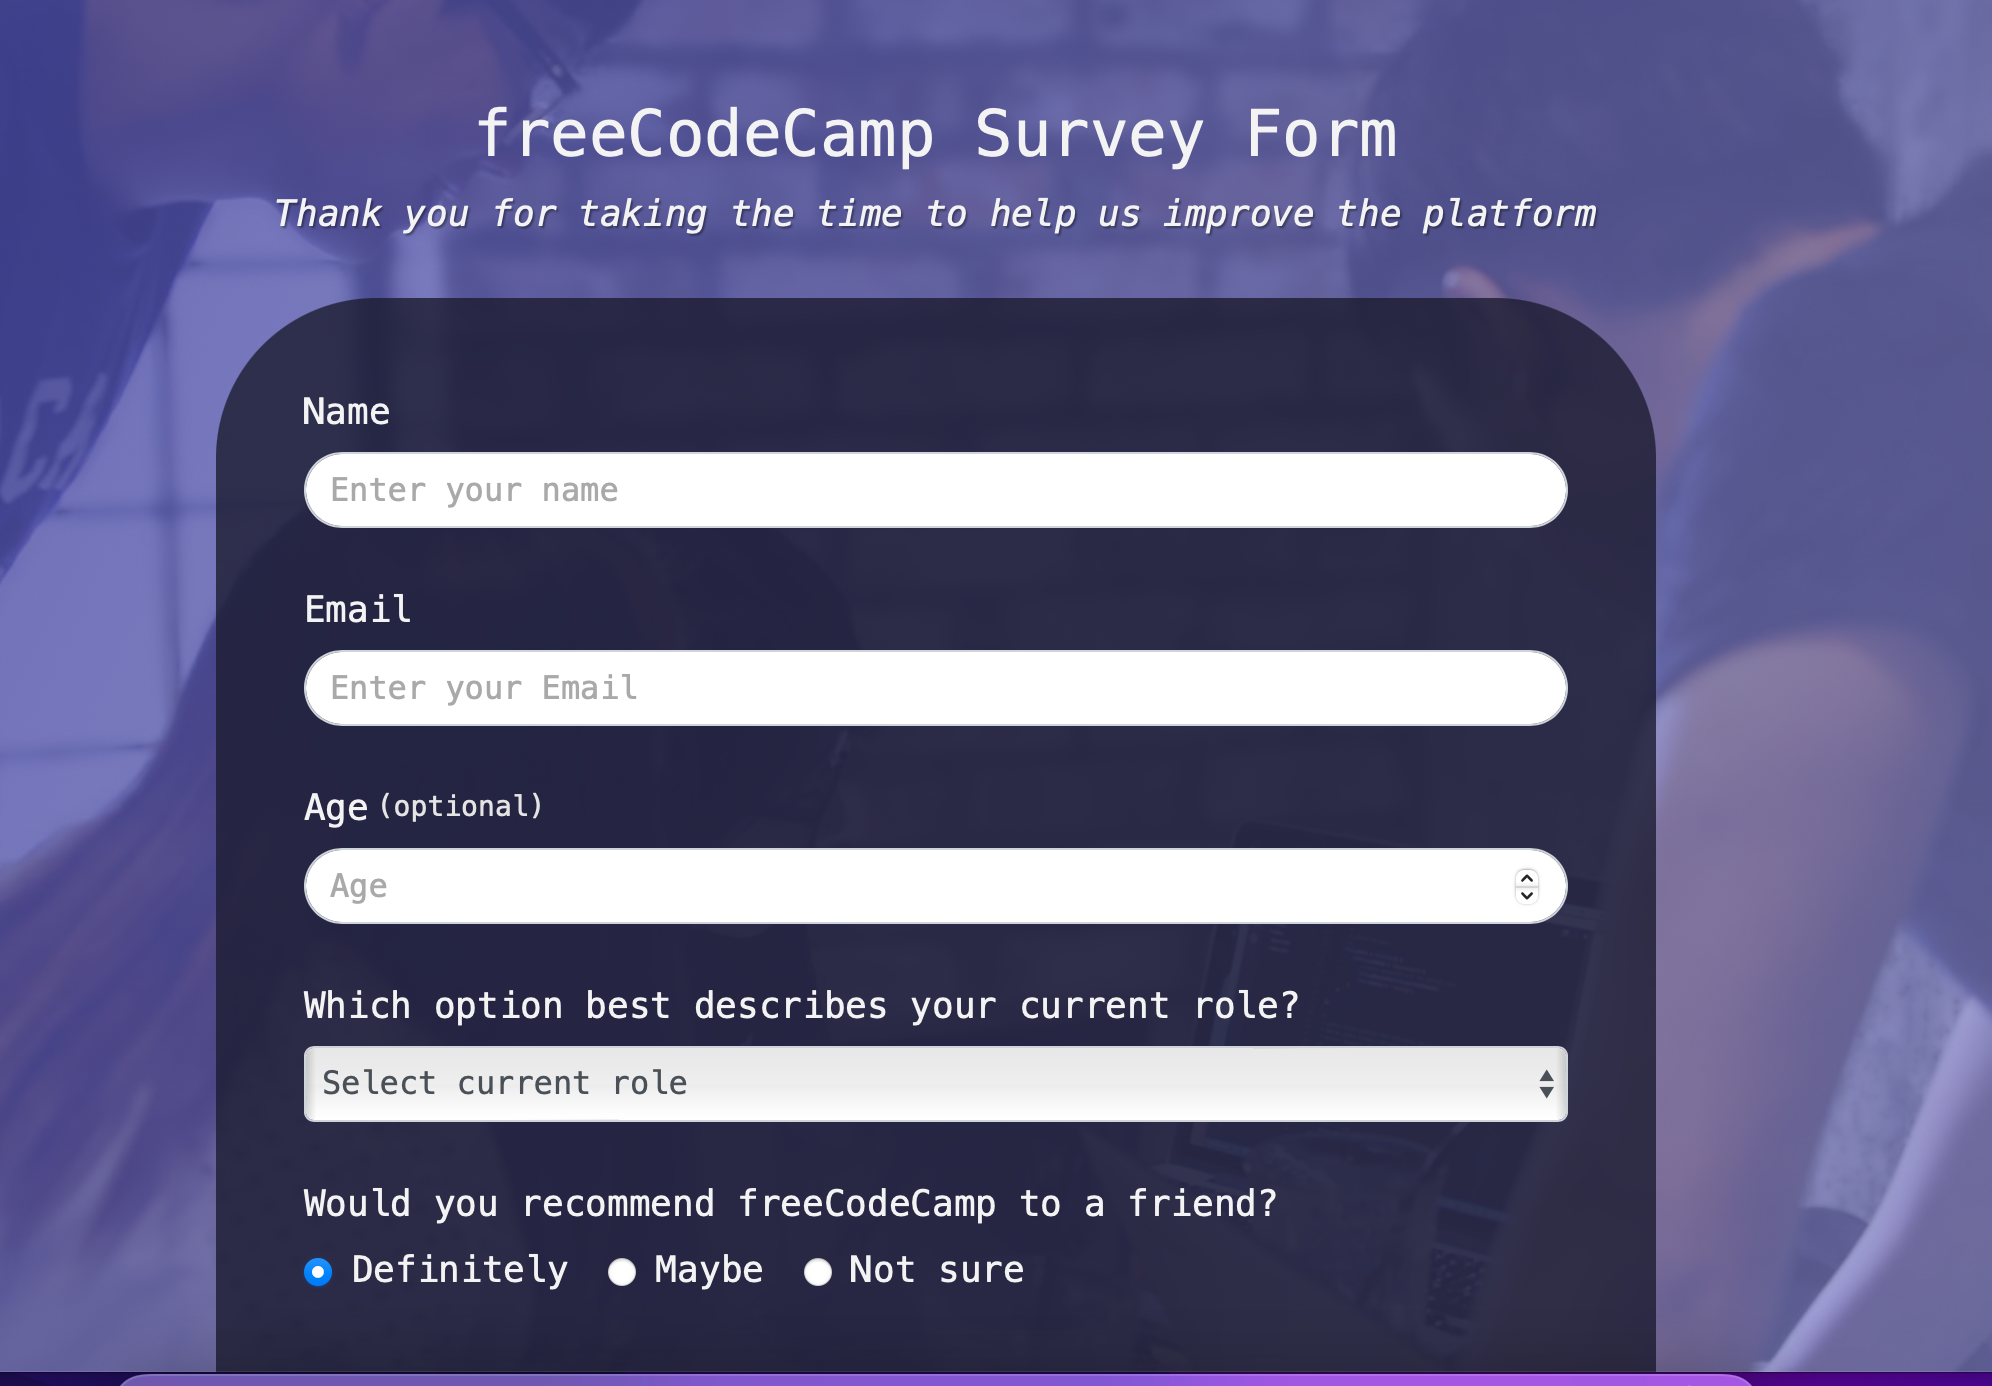 freeCodeCamp Survey Form
Thank you for taking the time to help us improve the platform
Name
Enter your name
Email
Enter your Email
Age (optional)
Age
Which option best describes your current role?
Select current role
Would you recommend freeCodeCamp to a friend?
Definitely Maybe Not sure